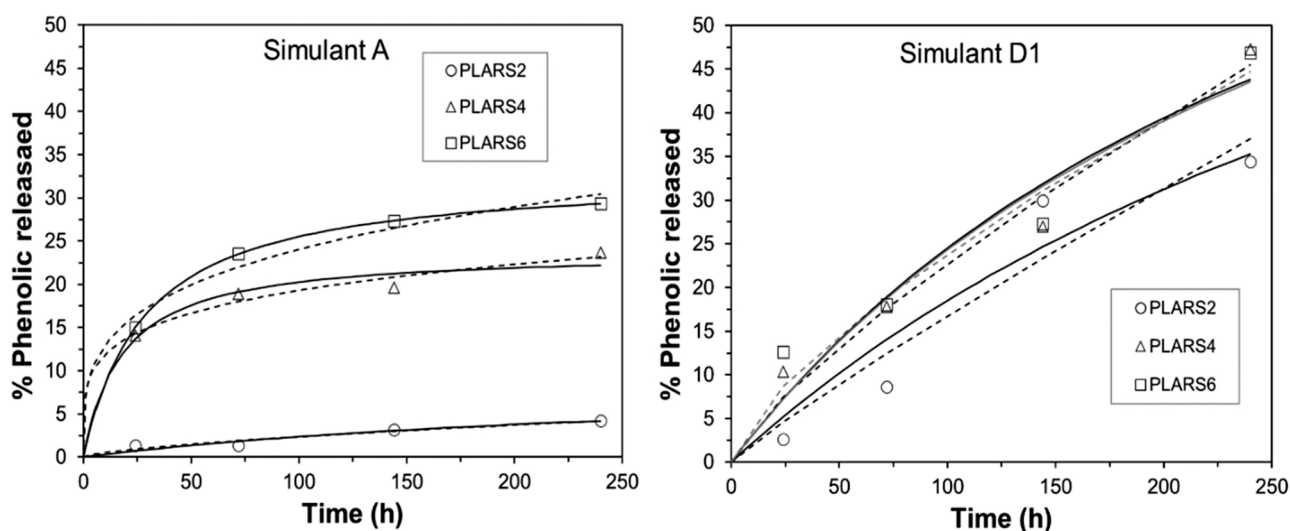 Simulant A
PLARS2
PLARS4
PLARS6
% Phenolic releasaed
50
45
40
35
30
25
20
15
10
5
0
0 50 100 150 200 250
Time (h)
Simulant D1
PLARS2
PLARS4
PLARS6
% Phenolic released
50
45
40
35
30
25
20
15
10
5
0
0 50 100 150 200 250
Time (h)